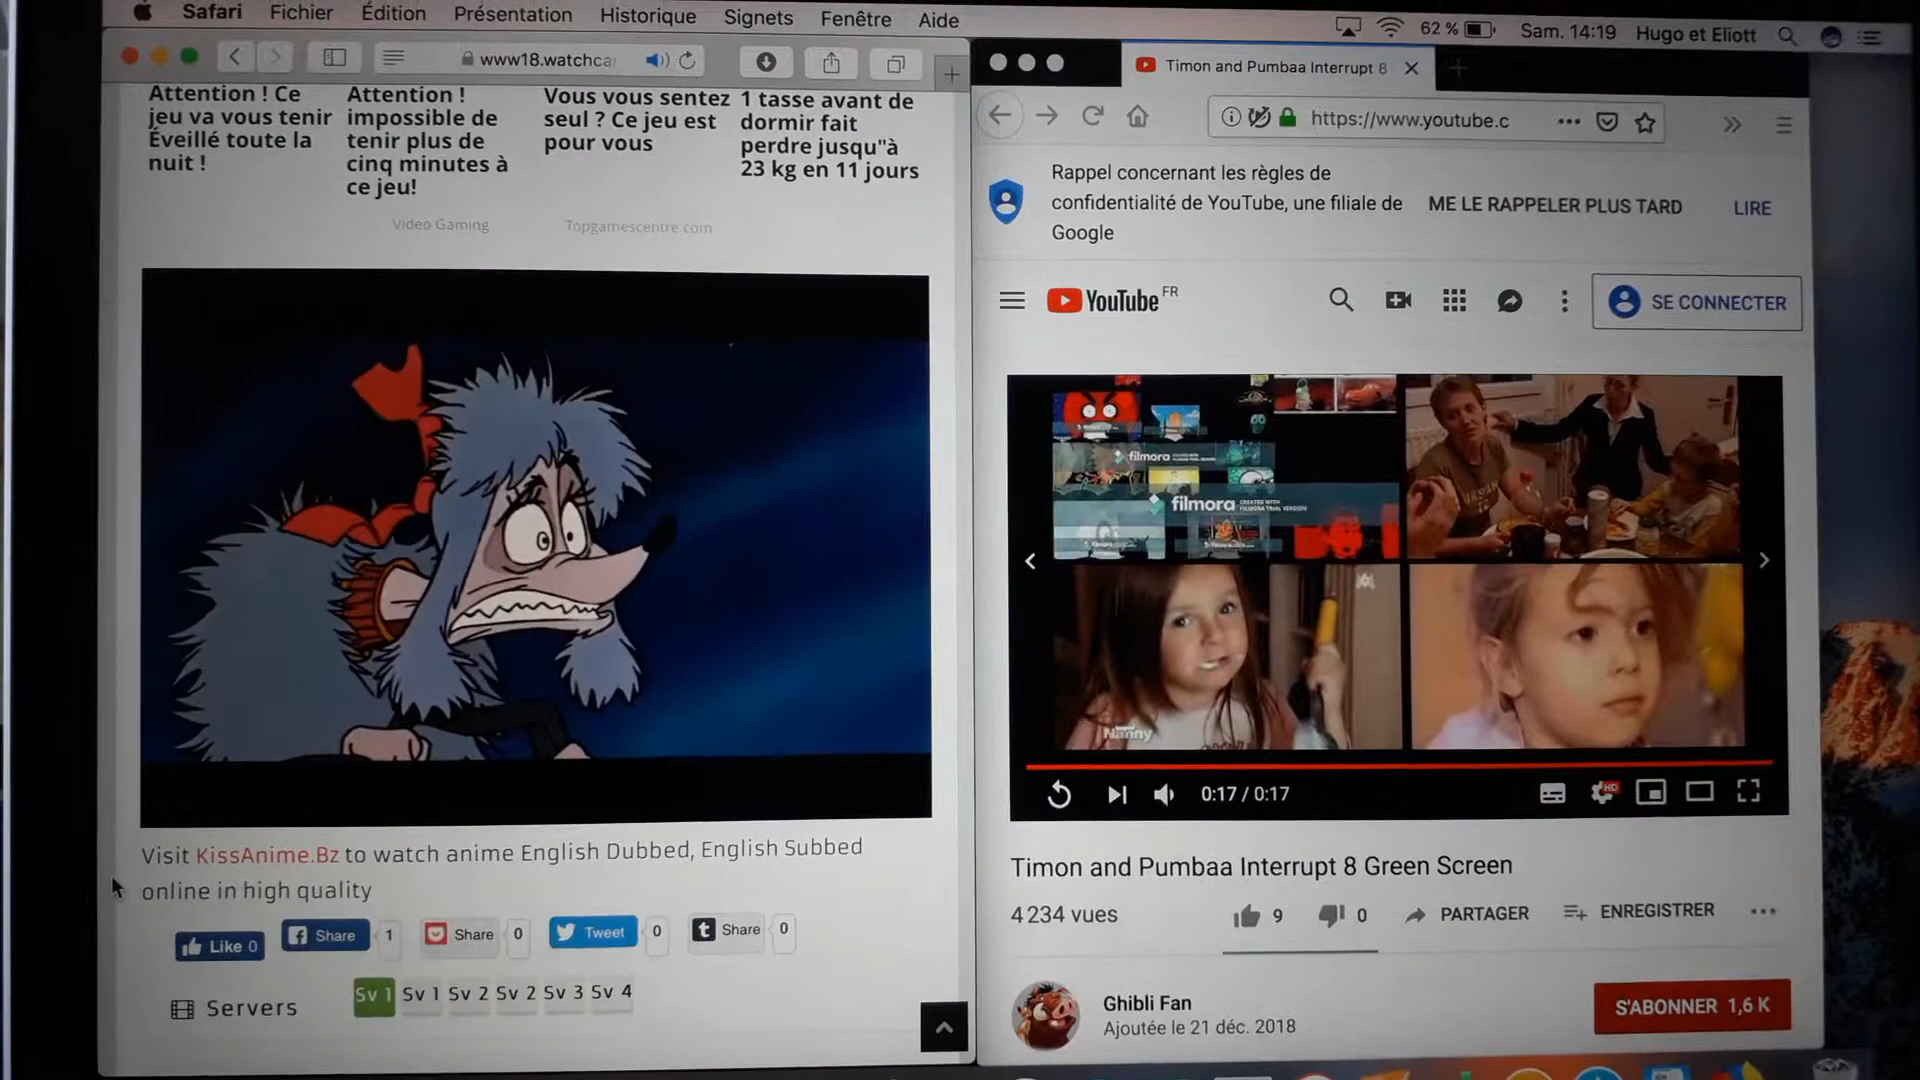 Safari Fichier Édition Présentation Historique Signets Fenêtre Aide
62 % Sam. 14:19 Hugo et Eliott
www18.watchca
Attention ! Ce
jeu va vous tenir
Éveillé toute la
nuit !
Attention !
impossible de
tenir plus de
cinq minutes à
ce jeu!
Vous vous sentez
seul ? Ce jeu est
pour vous
1 tasse avant de
dormir fait
perdre jusqu"à
23 kg en 11 jours
Video Gaming
Topgamescentre.com
Visit KissAnime.Bz to watch anime English Dubbed, English Subbed
online in high quality
Like 0
Share 1
Share 0
Tweet 0
t Share 0
Servers
Sv 1 Sv 1 Sv 2 Sv 2 Sv 3 Sv 4
Timon and Pumbaa Interrupt 8
https://www.youtube.c
Rappel concernant les règles de
confidentialité de YouTube, une filiale de
Google
ME LE RAPPELER PLUS TARD
LIRE
YouTube FR
SE CONNECTER
filmora
filmora CREATED WITH
FILMORA TRIAL VERSION
Nanny
0:17 / 0:17
HD
Timon and Pumbaa Interrupt 8 Green Screen
4 234 vues
9
0
PARTAGER
ENREGISTRER
Ghibli Fan
Ajoutée le 21 déc. 2018
S'ABONNER 1,6 K